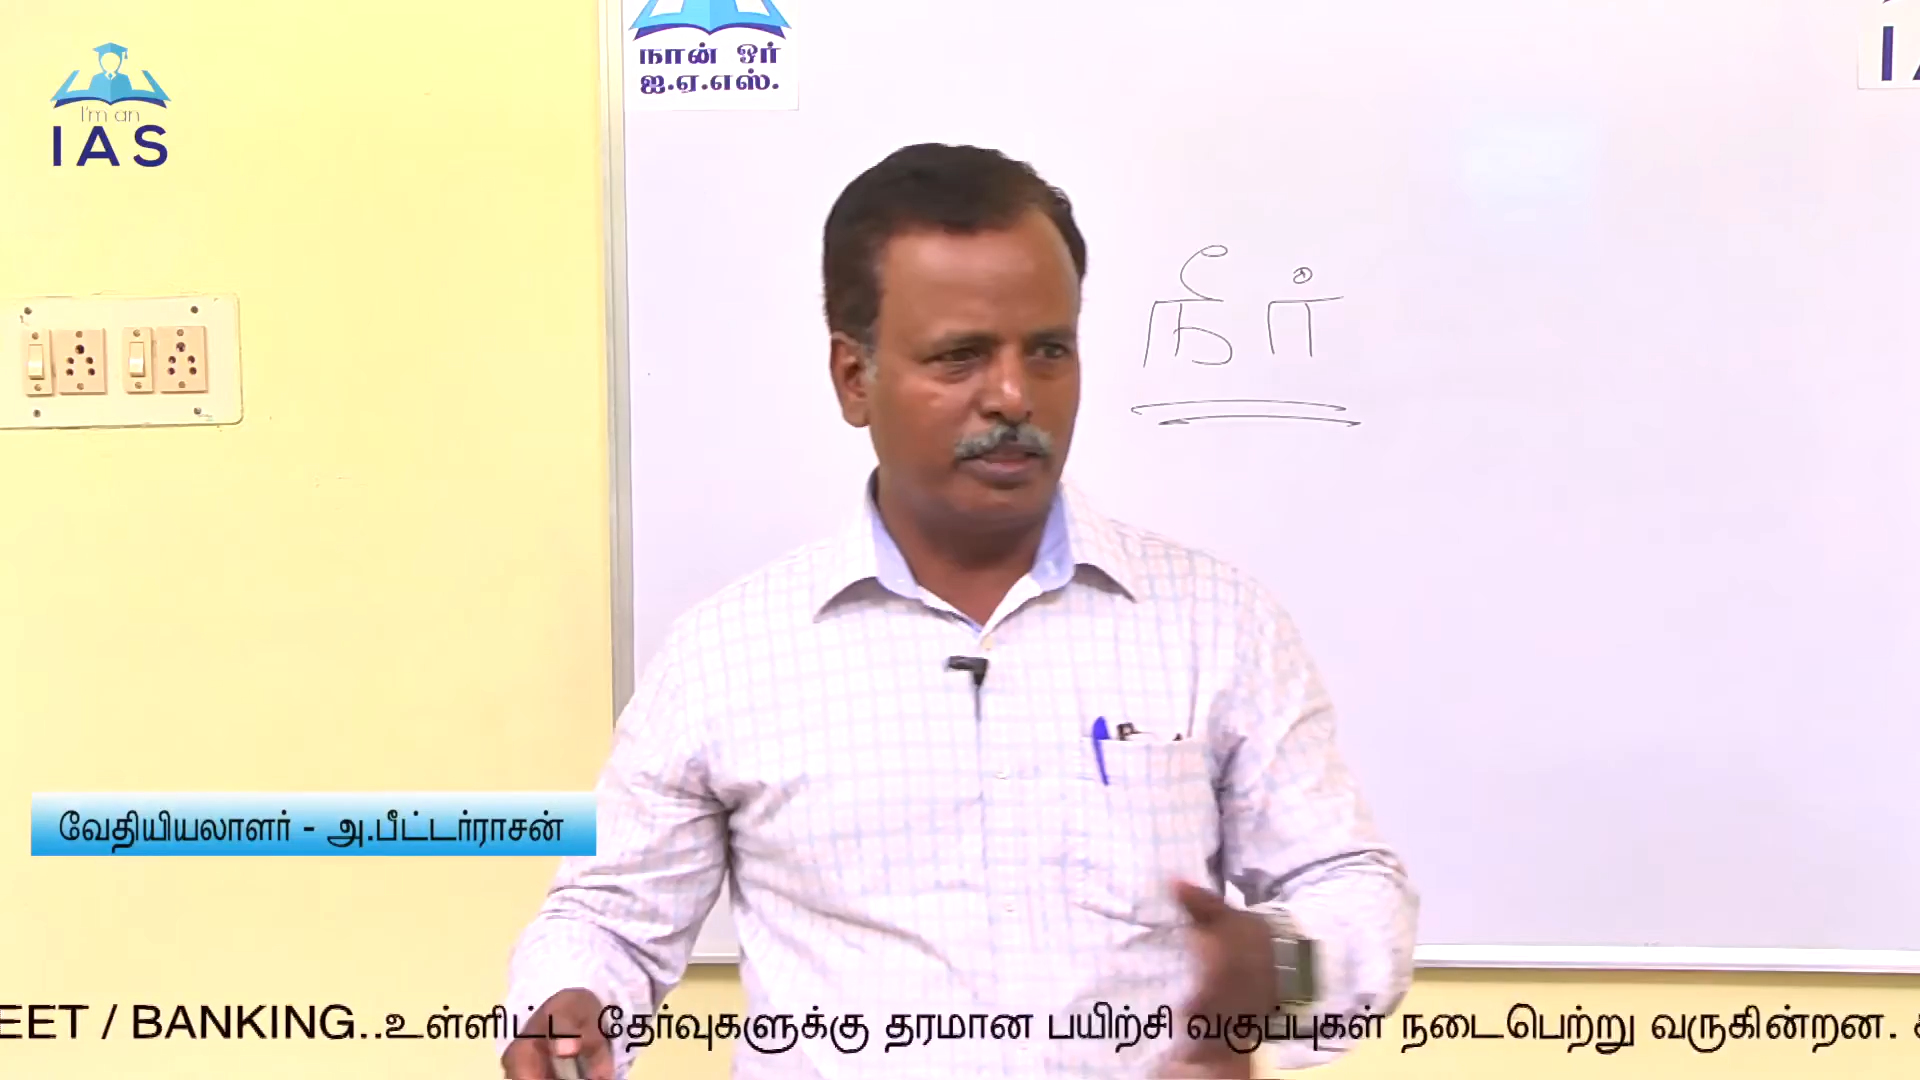 I'm an
IAS
நான் ஓர்
ஐ.ஏ.எஸ்.
நீர்
வேதியியலாளர் - அ.பீட்டர்ராசன்
EET / BANKING..உள்ளிட்ட தேர்வுகளுக்கு தரமான பயிற்சி வகுப்புகள் நடைபெற்று வருகின்றன.